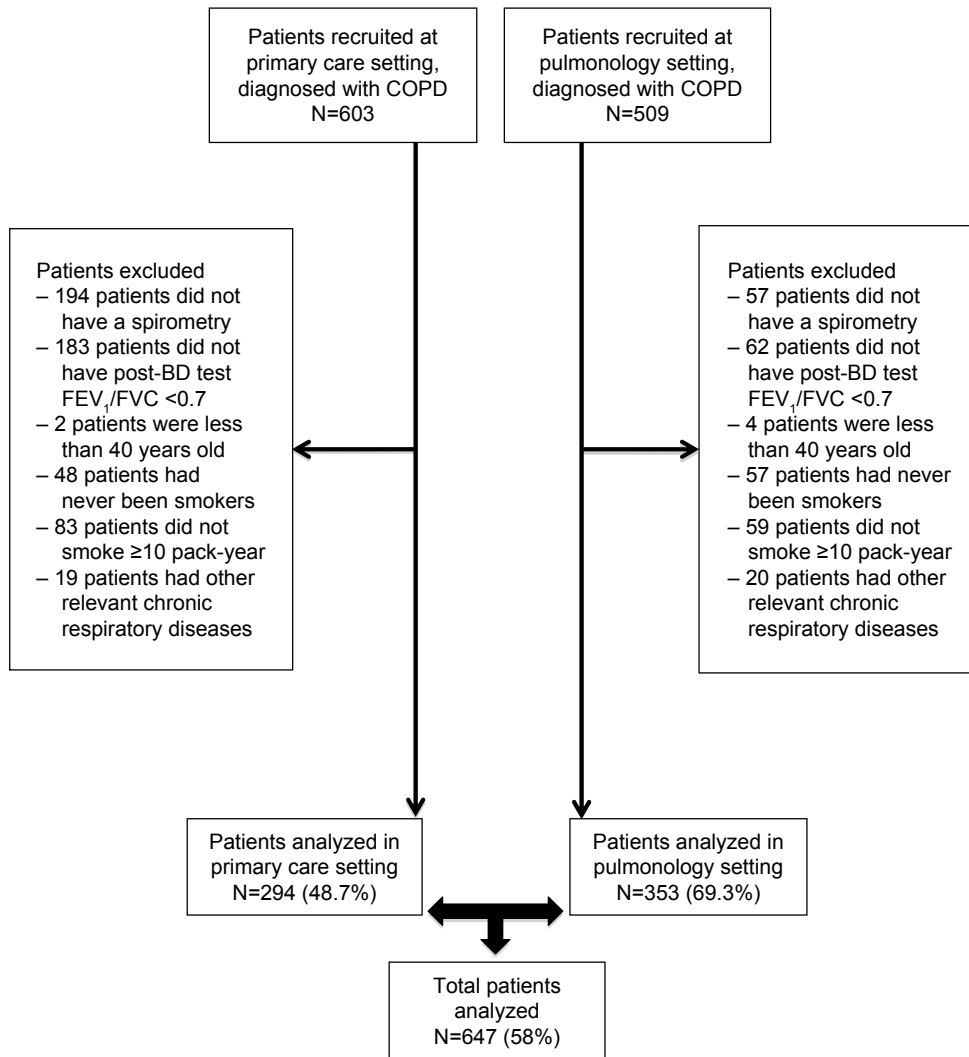 Patients recruited at
primary care setting,
diagnosed with COPD
N=603
Patients recruited at
pulmonology setting,
diagnosed with COPD
N=509
Patients excluded
– 194 patients did not
have a spirometry
– 183 patients did not
have post-BD test
FEV₁/FVC <0.7
– 2 patients were less
than 40 years old
– 48 patients had
never been smokers
– 83 patients did not
smoke ≥10 pack-year
– 19 patients had other
relevant chronic
respiratory diseases
Patients excluded
– 57 patients did not
have a spirometry
– 62 patients did not
have post-BD test
FEV₁/FVC <0.7
– 4 patients were less
than 40 years old
– 57 patients had never
been smokers
– 59 patients did not
smoke ≥10 pack-year
– 20 patients had other
relevant chronic
respiratory diseases
Patients analyzed in
primary care setting
N=294 (48.7%)
Patients analyzed in
pulmonology setting
N=353 (69.3%)
Total patients
analyzed
N=647 (58%)